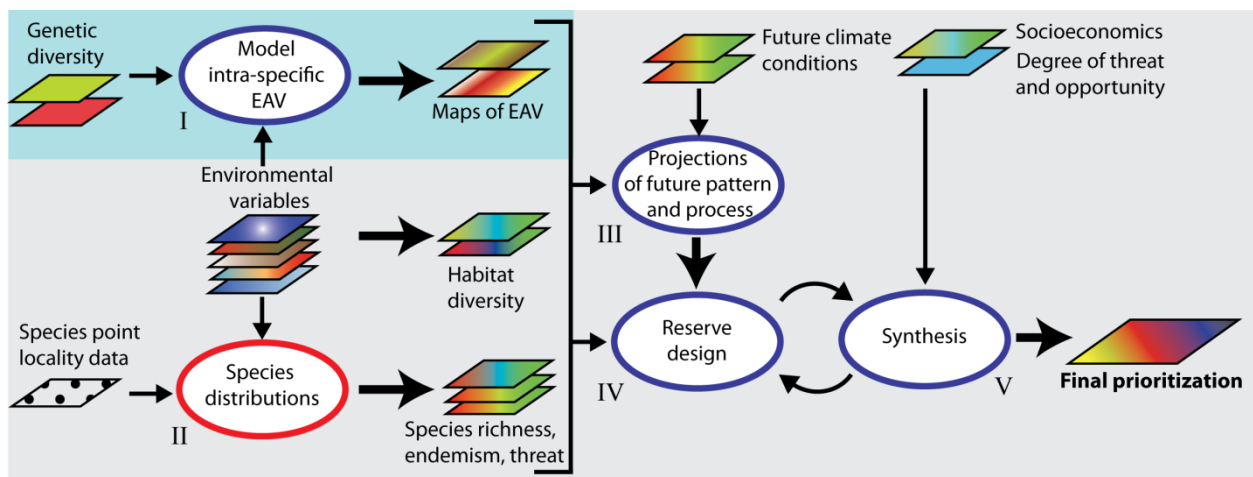 Genetic
diversity
Model
intra-specific
EAV
I
Maps of EAV
Environmental
variables
Habitat
diversity
Species point
locality data
Species
distributions
II
Species richness,
endemism, threat
Future climate
conditions
Socioeconomics
Degree of threat
and opportunity
Projections
of future pattern
and process
III
Reserve
design
IV
Synthesis
V
Final prioritization